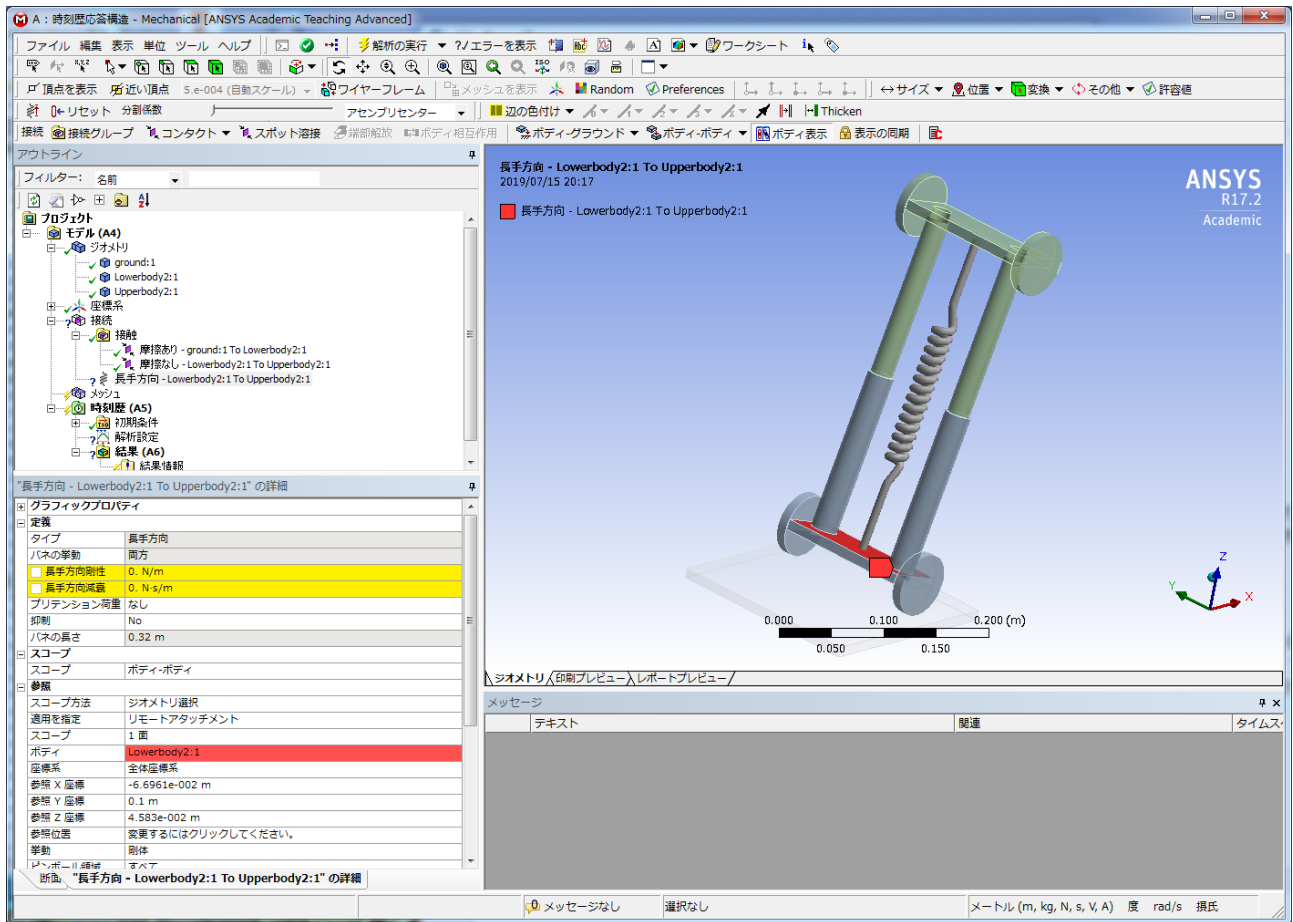 A : 時刻歴応答構造 - Mechanical [ANSYS Academic Teaching Advanced]
ファイル 編集 表示 単位 ツール ヘルプ 解析の実行 ?/エラーを表示 ワークシート
頂点を表示 近い頂点 5.e-004 (自動スケール) ワイヤーフレーム メッシュを表示 Random Preferences サイズ 位置 変換 その他 許容値
リセット 分割係数 アセンブリセンター 辺の色付け Thicken
接続 接続グループ コンタクト スポット溶接 端部解放 ボディ相互作用 ボディ-グラウンド ボディ-ボディ ボディ表示 表示の同期
アウトライン
フィルター: 名前
プロジェクト
モデル (A4)
ジオメトリ
ground:1
Lowerbody2:1
Upperbody2:1
座標系
接続
接触
摩擦あり - ground:1 To Lowerbody2:1
摩擦なし - Lowerbody2:1 To Upperbody2:1
長手方向 - Lowerbody2:1 To Upperbody2:1
メッシュ
時刻歴 (A5)
初期条件
解析設定
結果 (A6)
結果情報
"長手方向 - Lowerbody2:1 To Upperbody2:1" の詳細
グラフィックプロパティ
定義
タイプ 長手方向
バネの挙動 両方
長手方向剛性 0. N/m
長手方向減衰 0. N·s/m
プリテンション荷重 なし
抑制 No
バネの長さ 0.32 m
スコープ
スコープ ボディ-ボディ
参照
スコープ方法 ジオメトリ選択
適用を指定 リモートアタッチメント
スコープ 1 面
ボディ Lowerbody2:1
座標系 全体座標系
参照 X 座標 -6.6961e-002 m
参照 Y 座標 0.1 m
参照 Z 座標 4.583e-002 m
参照位置 変更するにはクリックしてください。
挙動 剛体
ピンボール領域 すべて
断面 "長手方向 - Lowerbody2:1 To Upperbody2:1" の詳細
長手方向 - Lowerbody2:1 To Upperbody2:1
2019/07/15 20:17
長手方向 - Lowerbody2:1 To Upperbody2:1
ANSYS
R17.2
Academic
Z
Y
X
0.000 0.100 0.200 (m)
0.050 0.150
ジオメトリ 印刷プレビュー レポートプレビュー
メッセージ
テキスト 関連 タイムス
0 メッセージなし 選択なし メートル (m, kg, N, s, V, A) 度 rad/s 摂氏